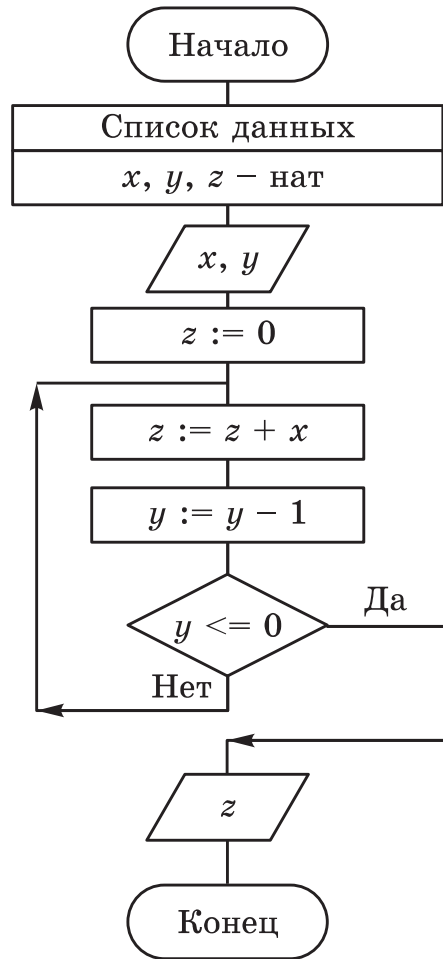 Начало
Список данных
x, y, z – нат
x, y
z := 0
z := z + x
y := y – 1
y <= 0
Да
Нет
z
Конец